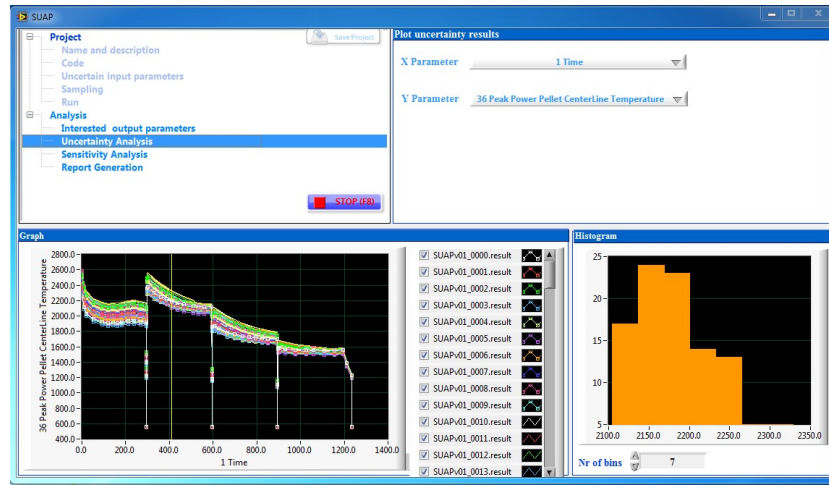 SUAP
Project
Save Project
Name and description
Code
Uncertain input parameters
Sampling
Run
Analysis
Interested output parameters
Uncertainty Analysis
Sensitivity Analysis
Report Generation
STOP (F8)
Plot uncertainty results
X Parameter 1 Time
Y Parameter 36 Peak Power Pellet CenterLine Temperature
Graph
36 Peak Power Pellet CenterLine Temperature
2800.0
2600.0
2400.0
2200.0
2000.0
1800.0
1600.0
1400.0
1200.0
1000.0
800.0
600.0
400.0
0.0 200.0 400.0 600.0 800.0 1000.0 1200.0 1400.0
1 Time
SUAPv01_0000.result
SUAPv01_0001.result
SUAPv01_0002.result
SUAPv01_0003.result
SUAPv01_0004.result
SUAPv01_0005.result
SUAPv01_0006.result
SUAPv01_0007.result
SUAPv01_0008.result
SUAPv01_0009.result
SUAPv01_0010.result
SUAPv01_0011.result
SUAPv01_0012.result
SUAPv01_0013.result
Histogram
25
20
15
10
5
2100.0 2150.0 2200.0 2250.0 2300.0 2350.0
Nr of bins 7